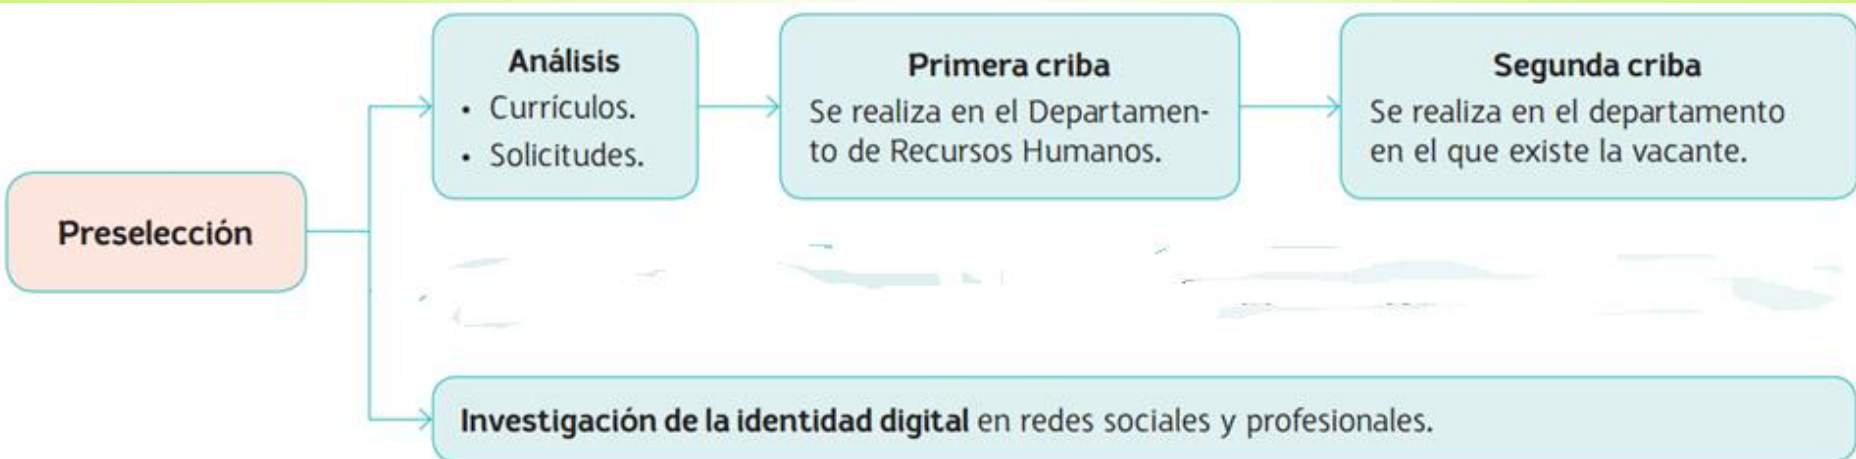 Preselección
Análisis
• Currículos.
• Solicitudes.
Primera criba
Se realiza en el Departamen-
to de Recursos Humanos.
Segunda criba
Se realiza en el departamento
en el que existe la vacante.
Investigación de la identidad digital en redes sociales y profesionales.